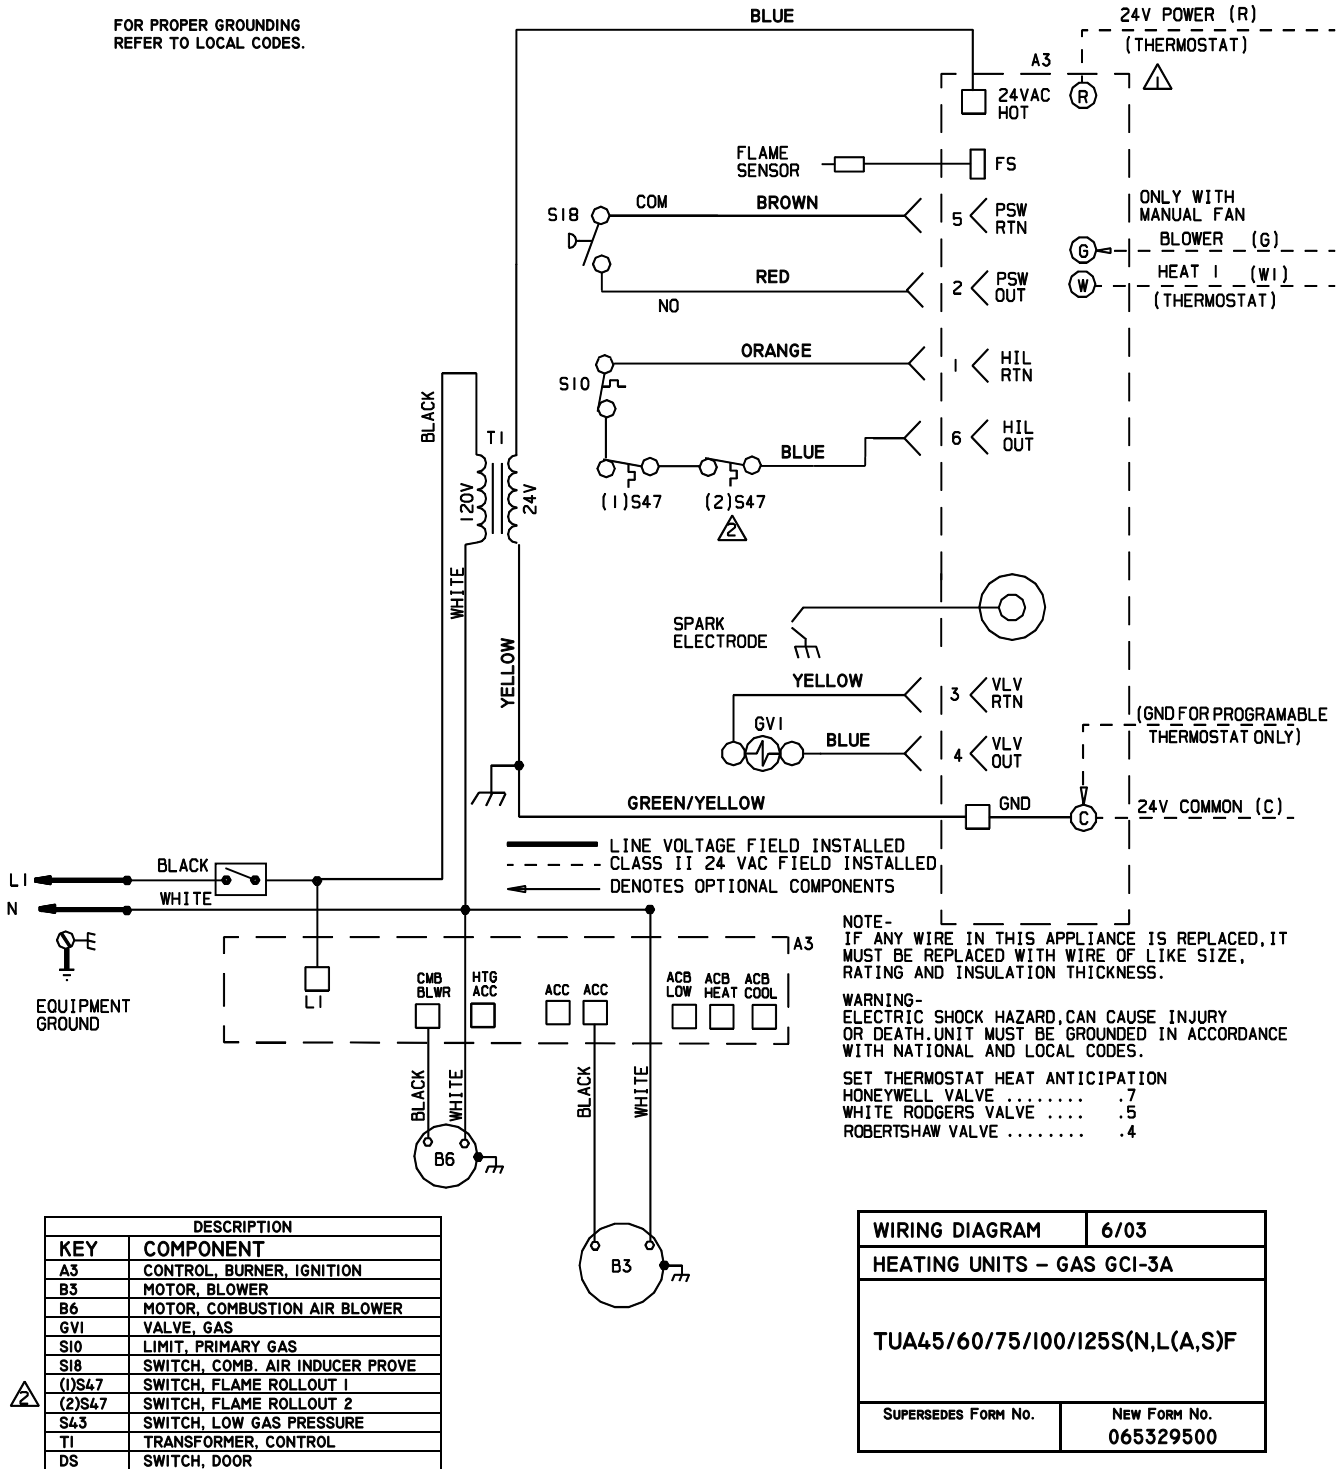 FOR PROPER GROUNDING
REFER TO LOCAL CODES.
BLUE
24V POWER (R)
(THERMOSTAT)
A3
1
24VAC
HOT
R
FLAME
SENSOR
FS
S18
COM
BROWN
5
PSW
RTN
ONLY WITH
MANUAL FAN
G
BLOWER (G)
RED
NO
2
PSW
OUT
W
HEAT 1 (W1)
(THERMOSTAT)
ORANGE
S10
1
HIL
RTN
BLACK
T1
BLUE
6
HIL
OUT
120V
24V
(1)S47
(2)S47
2
WHITE
SPARK
ELECTRODE
YELLOW
YELLOW
3
VLV
RTN
GV1
BLUE
4
VLV
OUT
(GND FOR PROGRAMABLE
THERMOSTAT ONLY)
GREEN/YELLOW
GND
C
24V COMMON (C)
LINE VOLTAGE FIELD INSTALLED
CLASS II 24 VAC FIELD INSTALLED
DENOTES OPTIONAL COMPONENTS
L1
BLACK
N
WHITE
EQUIPMENT
GROUND
A3
L1
CMB
BLWR
HTG
ACC
ACC
ACC
ACB
LOW
ACB
HEAT
ACB
COOL
BLACK
WHITE
BLACK
WHITE
B6
B3
NOTE-
IF ANY WIRE IN THIS APPLIANCE IS REPLACED,IT
MUST BE REPLACED WITH WIRE OF LIKE SIZE,
RATING AND INSULATION THICKNESS.
WARNING-
ELECTRIC SHOCK HAZARD,CAN CAUSE INJURY
OR DEATH.UNIT MUST BE GROUNDED IN ACCORDANCE
WITH NATIONAL AND LOCAL CODES.
SET THERMOSTAT HEAT ANTICIPATION
HONEYWELL VALVE ........ .7
WHITE RODGERS VALVE .... .5
ROBERTSHAW VALVE ........ .4
DESCRIPTION
KEY COMPONENT
A3 CONTROL, BURNER, IGNITION
B3 MOTOR, BLOWER
B6 MOTOR, COMBUSTION AIR BLOWER
GV1 VALVE, GAS
S10 LIMIT, PRIMARY GAS
S18 SWITCH, COMB. AIR INDUCER PROVE
(1)S47 SWITCH, FLAME ROLLOUT 1
2
(2)S47 SWITCH, FLAME ROLLOUT 2
S43 SWITCH, LOW GAS PRESSURE
T1 TRANSFORMER, CONTROL
DS SWITCH, DOOR
WIRING DIAGRAM 6/03
HEATING UNITS – GAS GCI-3A
TUA45/60/75/100/125S(N,L(A,S)F
SUPERSEDES FORM NO.
NEW FORM NO.
065329500